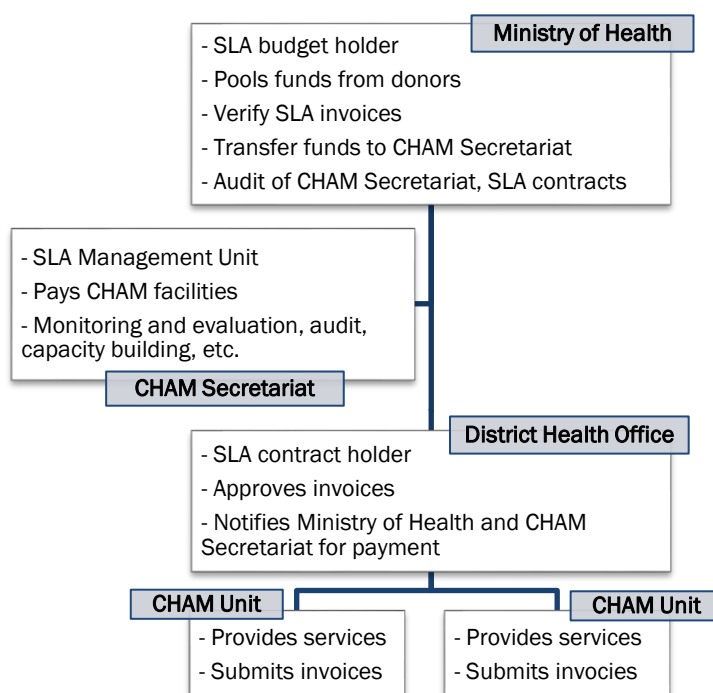 Ministry of Health
- SLA budget holder
- Pools funds from donors
- Verify SLA invoices
- Transfer funds to CHAM Secretariat
- Audit of CHAM Secretariat, SLA contracts
- SLA Management Unit
- Pays CHAM facilities
- Monitoring and evaluation, audit,
capacity building, etc.
CHAM Secretariat
District Health Office
- SLA contract holder
- Approves invoices
- Notifies Ministry of Health and CHAM
Secretariat for payment
CHAM Unit
- Provides services
- Submits invoices
CHAM Unit
- Provides services
- Submits invocies